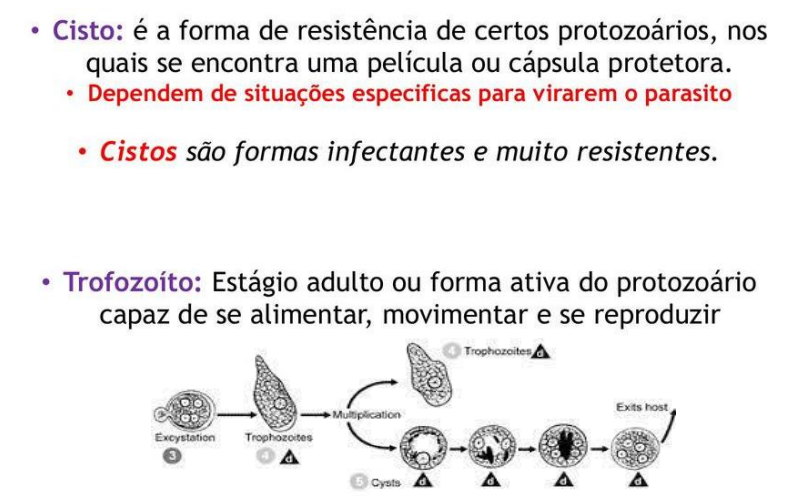 • Cisto: é a forma de resistência de certos protozoários, nos
quais se encontra uma película ou cápsula protetora.
• Dependem de situações especificas para virarem o parasito
• Cistos são formas infectantes e muito resistentes.
• Trofozoíto: Estágio adulto ou forma ativa do protozoário
capaz de se alimentar, movimentar e se reproduzir
4 Trophozoites d
Exits host
Multiplication
Excystation
Trophozoites
3
4 d
5 Cysts d d d d